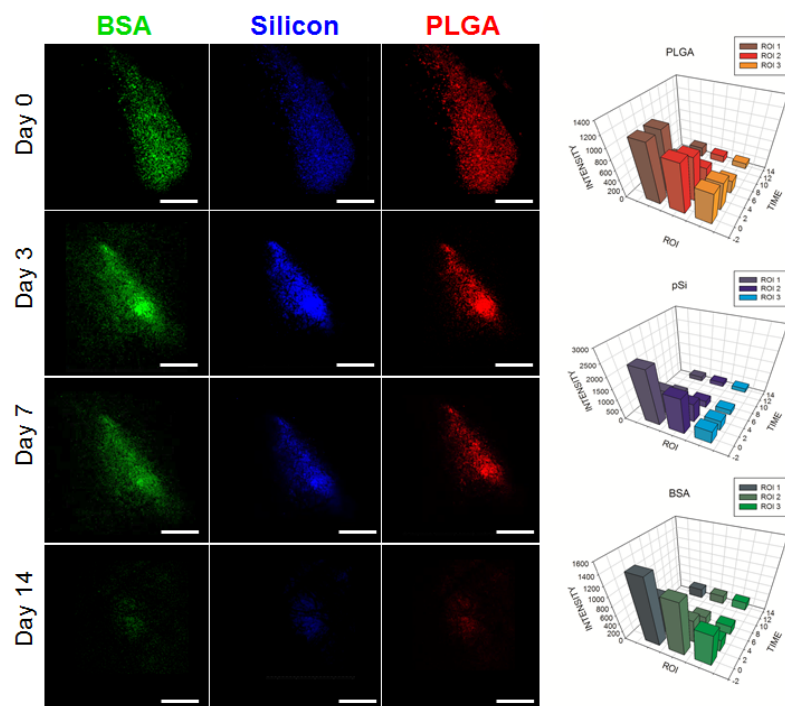 BSA Silicon PLGA
Day 0
Day 3
Day 7
Day 14
PLGA
ROI 1
ROI 2
ROI 3
1400
1200
1000
800
600
400
200
0
INTENSITY
ROI
-2
0
2
4
6
8
10
12
14
TIME
pSi
ROI 1
ROI 2
ROI 3
3000
2500
2000
1500
1000
500
0
INTENSITY
ROI
-2
0
2
4
6
8
10
12
14
TIME
BSA
ROI 1
ROI 2
ROI 3
1600
1400
1200
1000
800
600
400
200
0
INTENSITY
ROI
-2
0
2
4
6
8
10
12
14
TIME